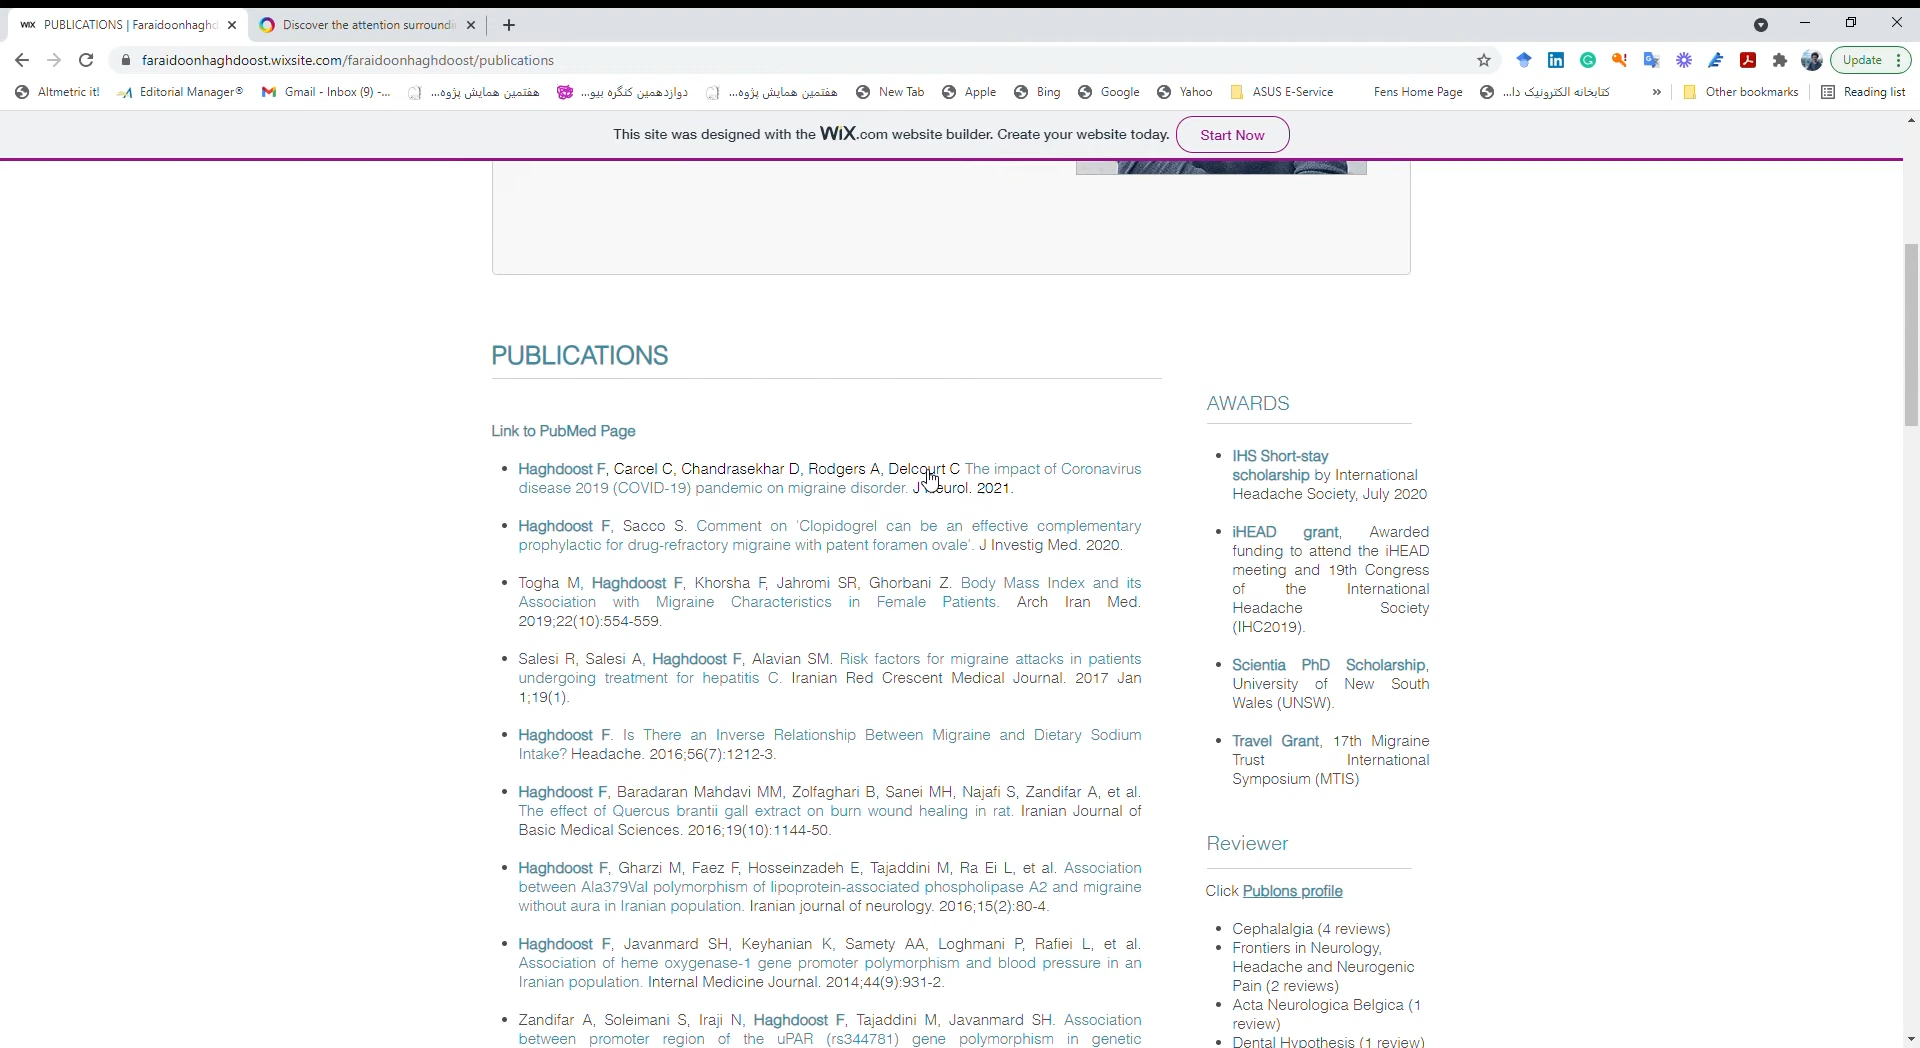 PUBLICATIONS | Faraidoonhaghd
Discover the attention surroundi
faraidoonhaghdoost.wixsite.com/faraidoonhaghdoost/publications
Update
Altmetric it!
Editorial Manager®
Gmail - Inbox (9) -...
هفتمین همایش پژوه...
دوازدهمین کنگره بیو...
هفتمین همایش پژوه...
New Tab
Apple
Bing
Google
Yahoo
ASUS E-Service
Fens Home Page
کتابخانه الکترونیک دا...
»
Other bookmarks
Reading list
This site was designed with the WiX.com website builder. Create your website today.
Start Now
PUBLICATIONS
Link to PubMed Page
• Haghdoost F, Carcel C, Chandrasekhar D, Rodgers A, Delcourt C The impact of Coronavirus
disease 2019 (COVID-19) pandemic on migraine disorder. J Neurol. 2021.
• Haghdoost F, Sacco S. Comment on 'Clopidogrel can be an effective complementary
prophylactic for drug-refractory migraine with patent foramen ovale'. J Investig Med. 2020.
• Togha M, Haghdoost F, Khorsha F, Jahromi SR, Ghorbani Z. Body Mass Index and its
Association with Migraine Characteristics in Female Patients. Arch Iran Med.
2019;22(10):554-559.
• Salesi R, Salesi A, Haghdoost F, Alavian SM. Risk factors for migraine attacks in patients
undergoing treatment for hepatitis C. Iranian Red Crescent Medical Journal. 2017 Jan
1;19(1).
• Haghdoost F. Is There an Inverse Relationship Between Migraine and Dietary Sodium
Intake? Headache. 2016;56(7):1212-3.
• Haghdoost F, Baradaran Mahdavi MM, Zolfaghari B, Sanei MH, Najafi S, Zandifar A, et al.
The effect of Quercus brantii gall extract on burn wound healing in rat. Iranian Journal of
Basic Medical Sciences. 2016;19(10):1144-50.
• Haghdoost F, Gharzi M, Faez F, Hosseinzadeh E, Tajaddini M, Ra Ei L, et al. Association
between Ala379Val polymorphism of lipoprotein-associated phospholipase A2 and migraine
without aura in Iranian population. Iranian journal of neurology. 2016;15(2):80-4.
• Haghdoost F, Javanmard SH, Keyhanian K, Samety AA, Loghmani P, Rafiei L, et al.
Association of heme oxygenase-1 gene promoter polymorphism and blood pressure in an
Iranian population. Internal Medicine Journal. 2014;44(9):931-2.
• Zandifar A, Soleimani S, Iraji N, Haghdoost F, Tajaddini M, Javanmard SH. Association
between promoter region of the uPAR (rs344781) gene polymorphism in genetic
AWARDS
• IHS Short-stay
scholarship by International
Headache Society, July 2020
• iHEAD grant, Awarded
funding to attend the iHEAD
meeting and 19th Congress
of the International
Headache Society
(IHC2019).
• Scientia PhD Scholarship,
University of New South
Wales (UNSW).
• Travel Grant, 17th Migraine
Trust International
Symposium (MTIS)
Reviewer
Click Publons profile
• Cephalalgia (4 reviews)
• Frontiers in Neurology,
Headache and Neurogenic
Pain (2 reviews)
• Acta Neurologica Belgica (1
review)
• Dental Hypothesis (1 review)